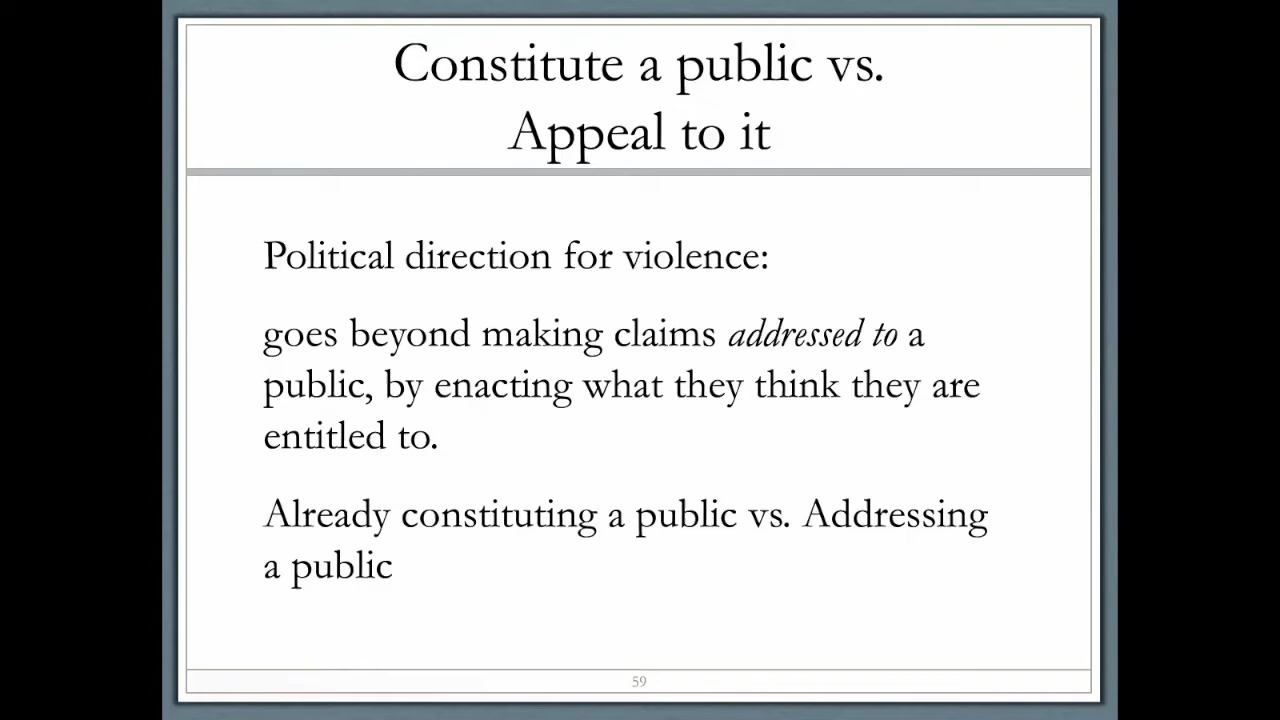 Constitute a public vs.
Appeal to it
Political direction for violence:
goes beyond making claims addressed to a
public, by enacting what they think they are
entitled to.
Already constituting a public vs. Addressing
a public
59